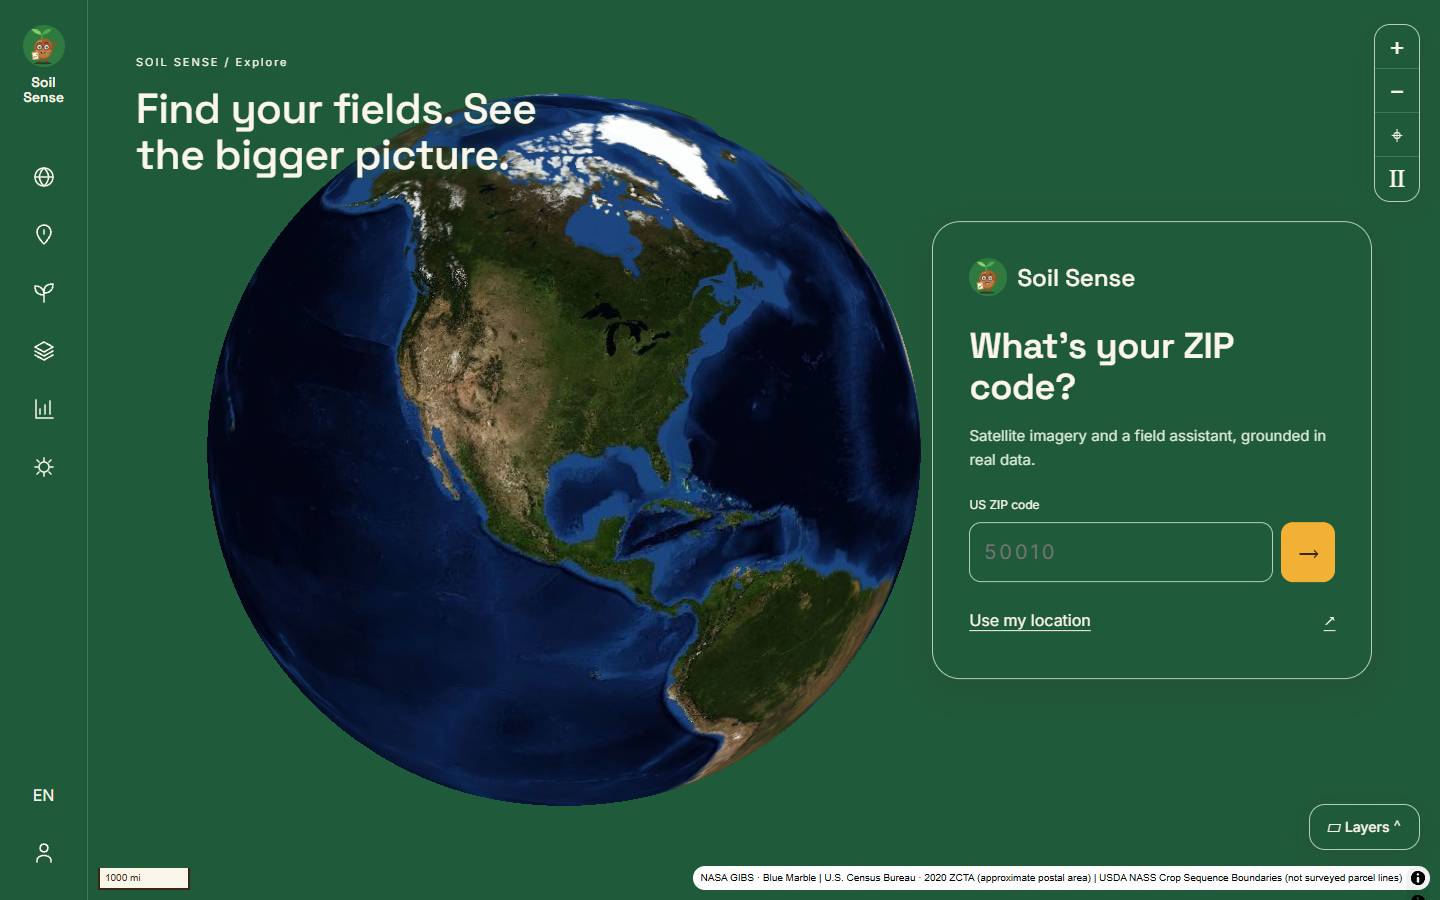 Soil
Sense
SOIL SENSE / Explore
Find your fields. See
the bigger picture.
Soil Sense
What's your ZIP
code?
Satellite imagery and a field assistant, grounded in
real data.
US ZIP code
50010
→
Use my location ↗
EN
Layers ^
1000 mi
NASA GIBS · Blue Marble | U.S. Census Bureau · 2020 ZCTA (approximate postal area) | USDA NASS Crop Sequence Boundaries (not surveyed parcel lines)